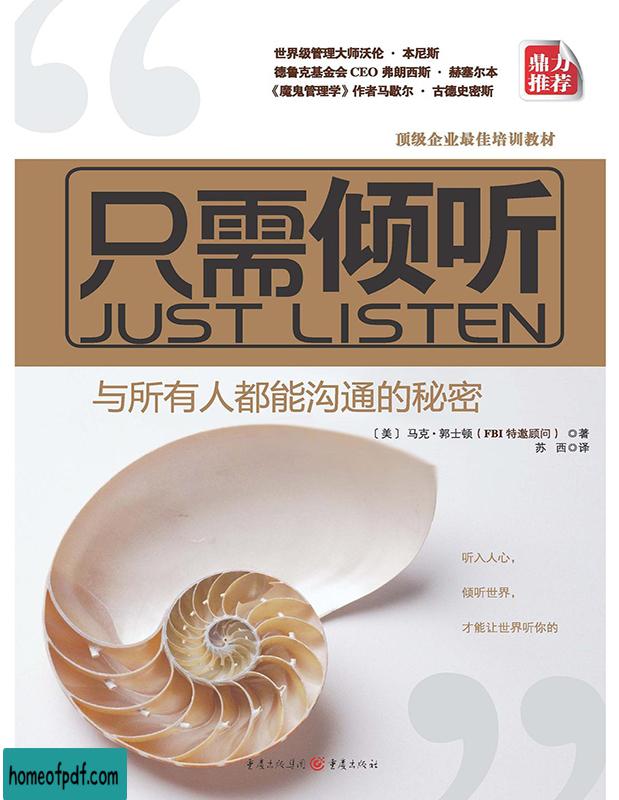 世界级管理大师沃伦·本尼斯
德鲁克基金会CEO 弗朗西斯·赫塞尔本
《魔鬼管理学》作者马歇尔·古德史密斯
鼎力
推荐
顶级企业最佳培训教材
只需倾听
JUST LISTEN
与所有人都能沟通的秘密
〔美〕马克·郭士顿（FBI 特邀顾问）◎著
苏 西◎译
听入人心，
倾听世界，
才能让世界听你的
重庆出版集团 重庆出版社
homeofpdf.com